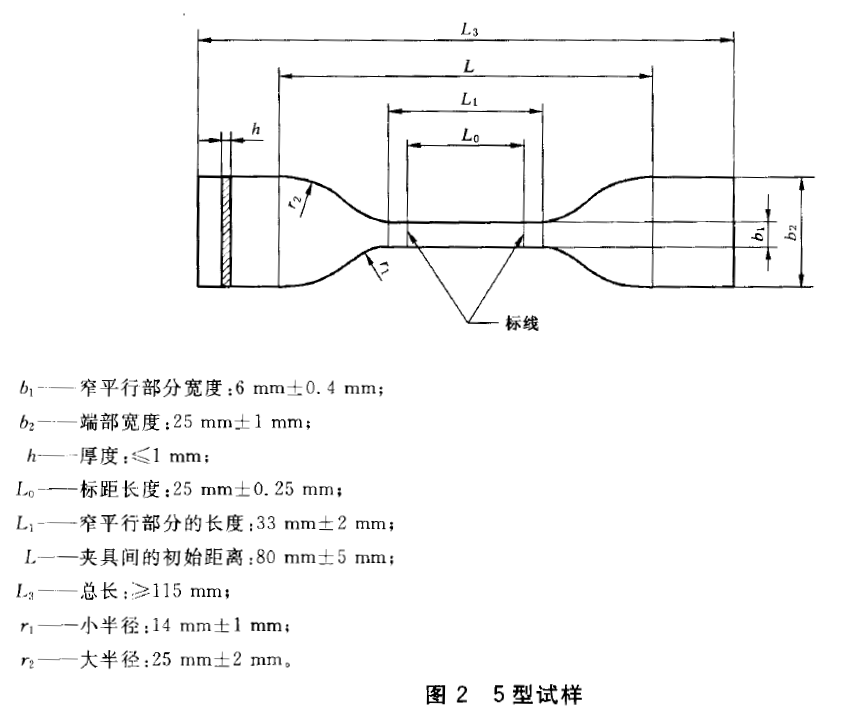 L₃
L
L₁
h
L₀
r₂
b₁
b₂
r₁
标线
b₁——窄平行部分宽度:6 mm±0.4 mm;
b₂——端部宽度:25 mm±1 mm;
h——厚度:≤1 mm;
L₀——标距长度:25 mm±0.25 mm;
L₁——窄平行部分的长度:33 mm±2 mm;
L——夹具间的初始距离:80 mm±5 mm;
L₃——总长:≥115 mm;
r₁——小半径:14 mm±1 mm;
r₂——大半径:25 mm±2 mm。
图 2 5 型试样